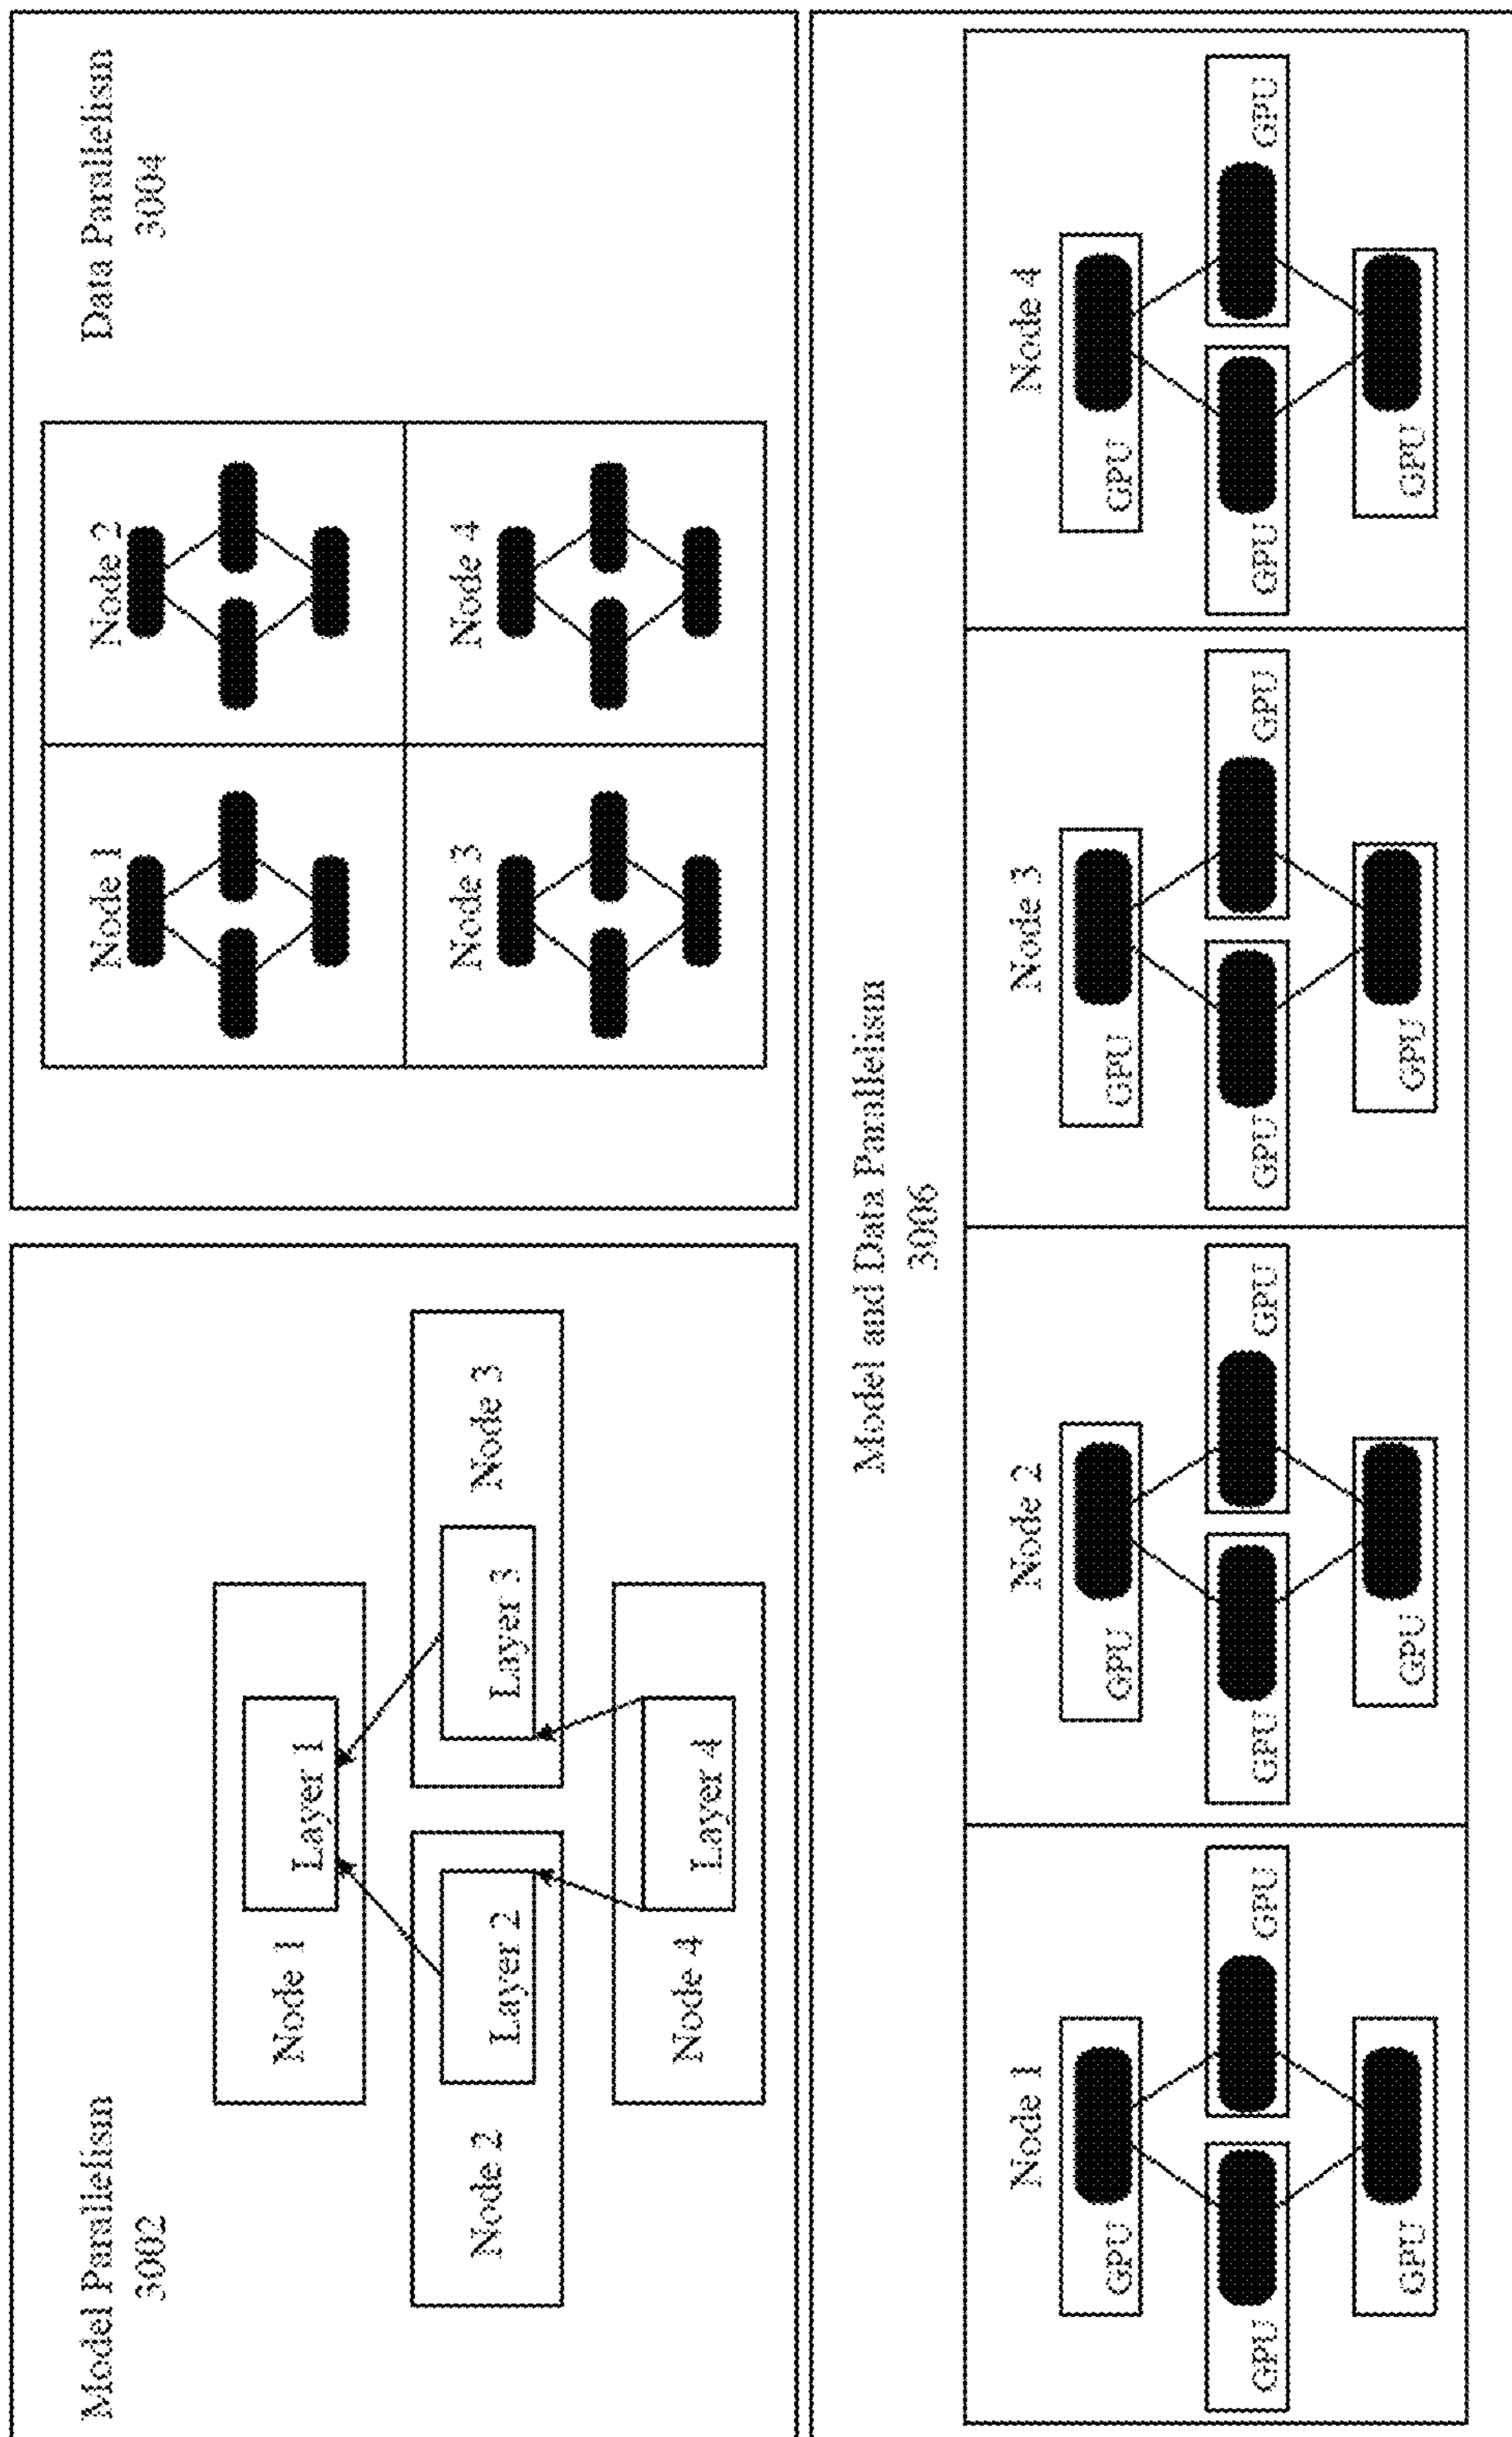 Model Parallelism
3002
Node 1
Layer 1
Node 2
Layer 2
Layer 3
Node 3
Node 4
Layer 4
Data Parallelism
3004
Node 1
Node 2
Node 3
Node 4
Model and Data Parallelism
3006
Node 1
GPU
GPU
GPU
GPU
Node 2
GPU
GPU
GPU
GPU
Node 3
GPU
GPU
GPU
GPU
Node 4
GPU
GPU
GPU
GPU